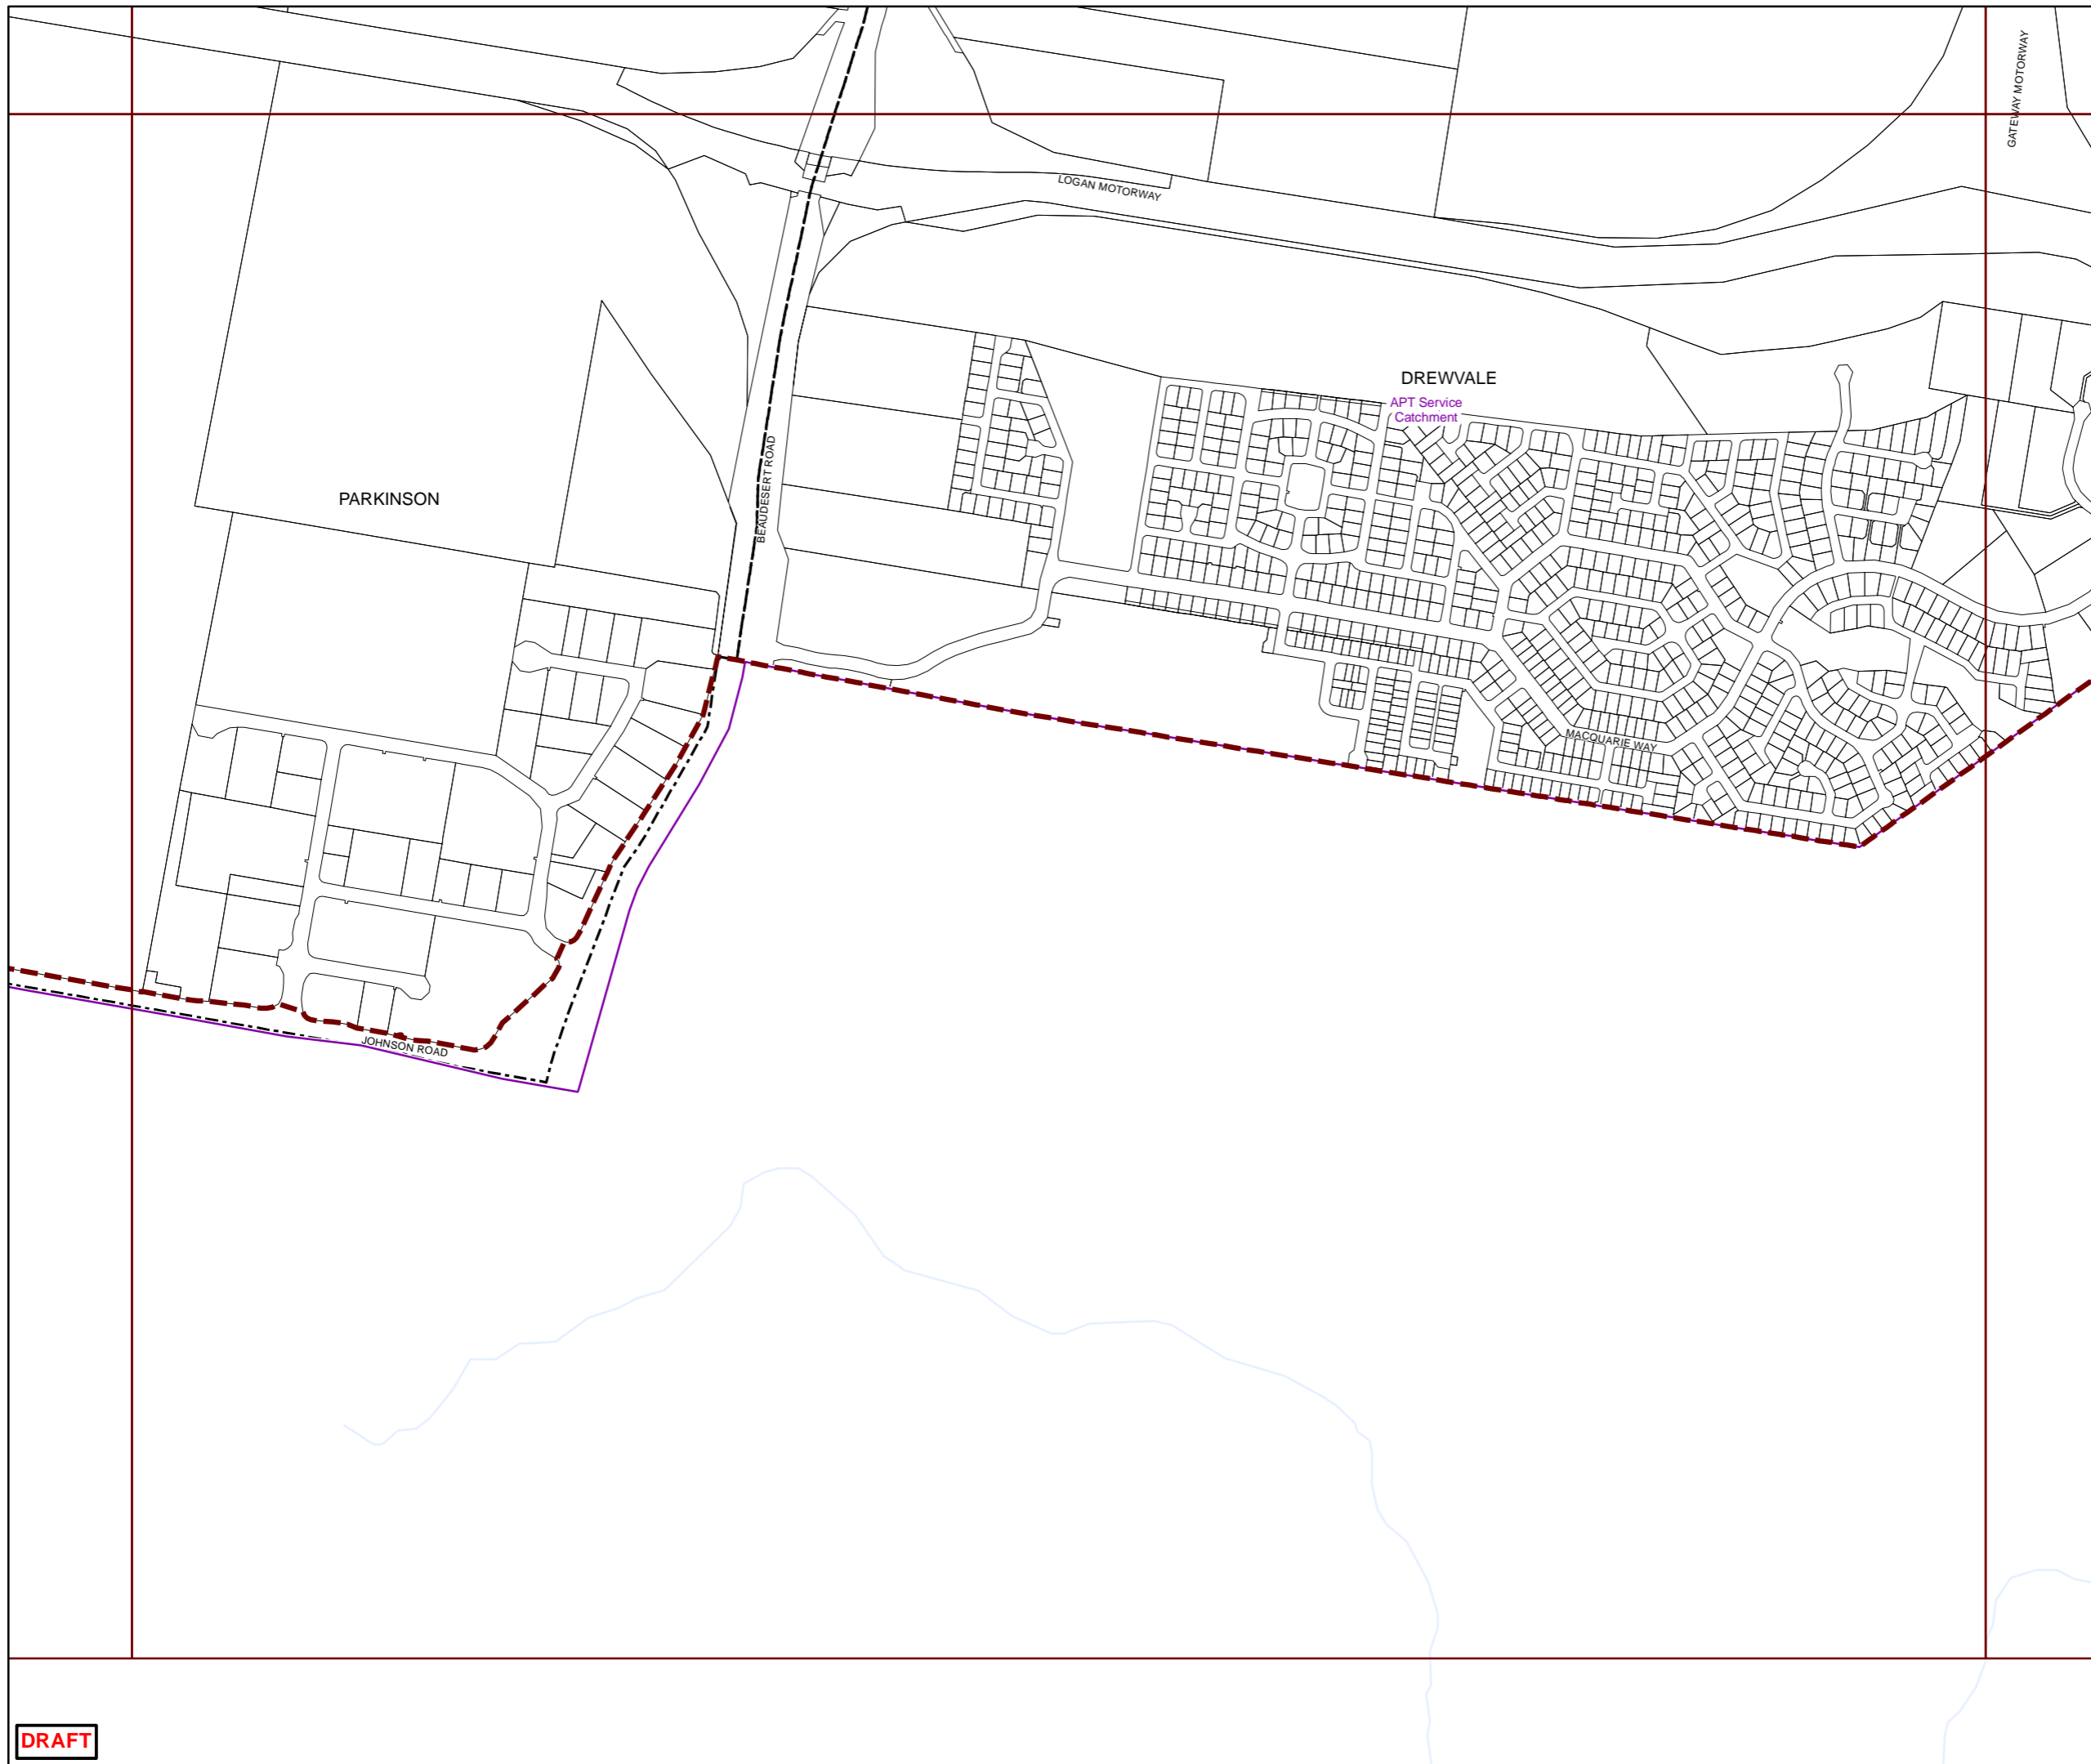 GATEWAY MOTORWAY
LOGAN MOTORWAY
DREWVALE
APT Service
Catchment
BEAUDESERT ROAD
PARKINSON
MACQUARIE WAY
JOHNSON ROAD
DRAFT